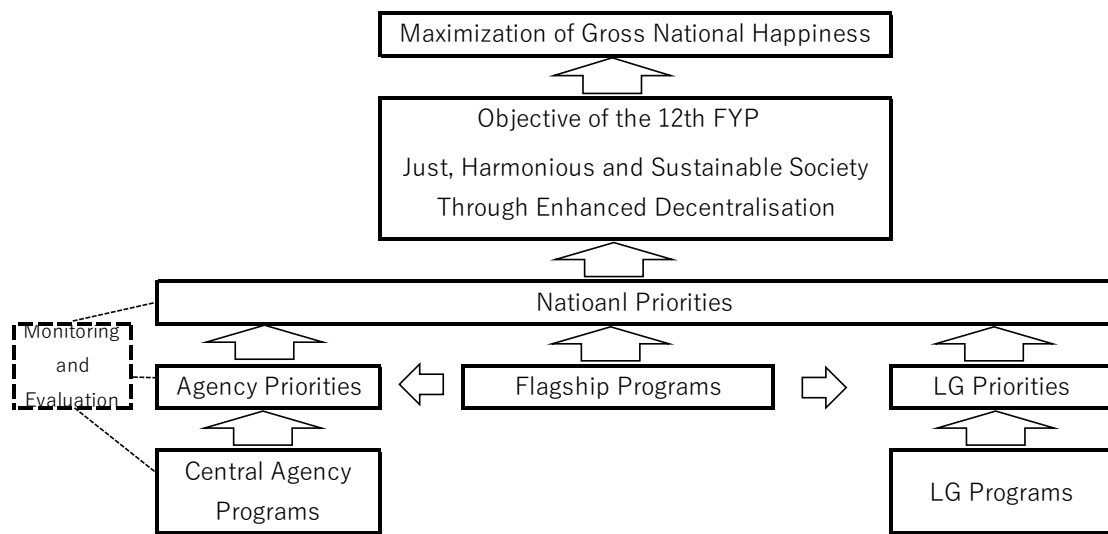 Maximization of Gross National Happiness
Objective of the 12th FYP
Just, Harmonious and Sustainable Society
Through Enhanced Decentralisation
Natioanl Priorities
Monitoring
and
Evaluation
Agency Priorities
Flagship Programs
LG Priorities
Central Agency
Programs
LG Programs